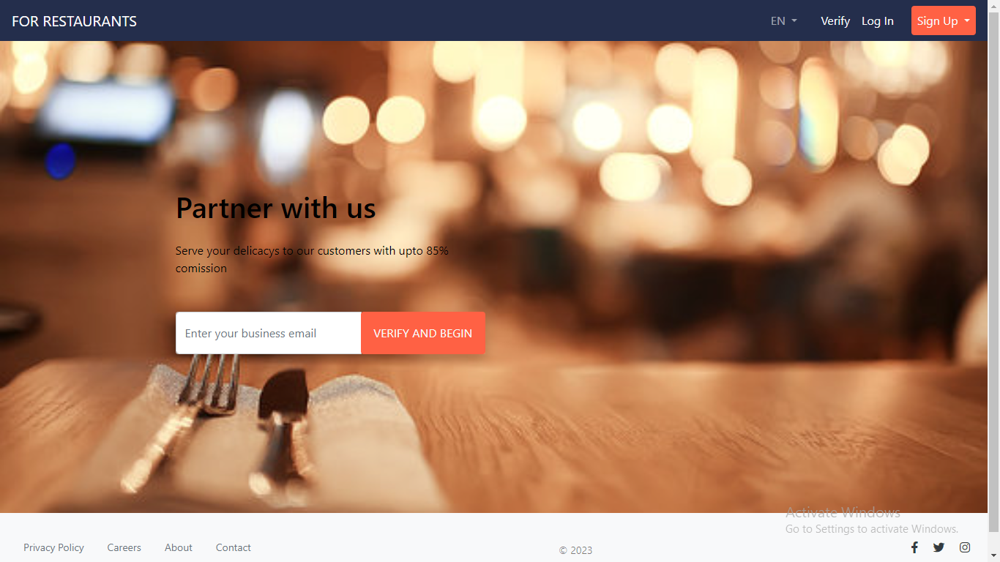 FOR RESTAURANTS
EN
Verify
Log In
Sign Up
Partner with us
Serve your delicacys to our customers with upto 85%
comission
Enter your business email
VERIFY AND BEGIN
Activate Windows
Go to Settings to activate Windows.
Privacy Policy
Careers
About
Contact
© 2023